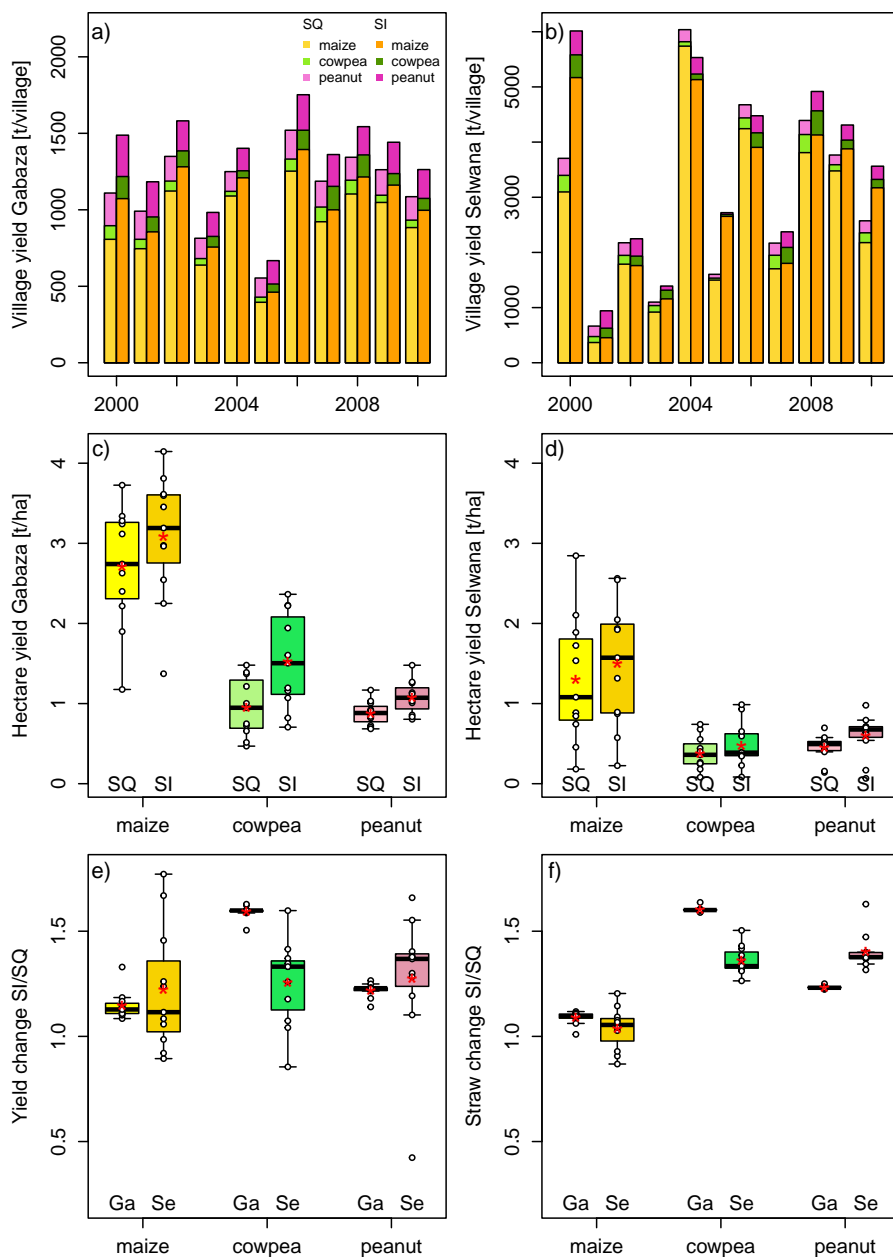 a)
SQ SI
maize maize
cowpea cowpea
peanut peanut
Village yield Gabaza [t/village]
0 500 1000 1500 2000
2000 2004 2008
b)
Village yield Selwana [t/village]
0 1000 3000 5000
2000 2004 2008
c)
Hectare yield Gabaza [t/ha]
0 1 2 3 4
SQ SI SQ SI SQ SI
maize cowpea peanut
d)
Hectare yield Selwana [t/ha]
0 1 2 3 4
SQ SI SQ SI SQ SI
maize cowpea peanut
e)
Yield change SI/SQ
0.5 1.0 1.5
Ga Se Ga Se Ga Se
maize cowpea peanut
f)
Straw change SI/SQ
0.5 1.0 1.5
Ga Se Ga Se Ga Se
maize cowpea peanut